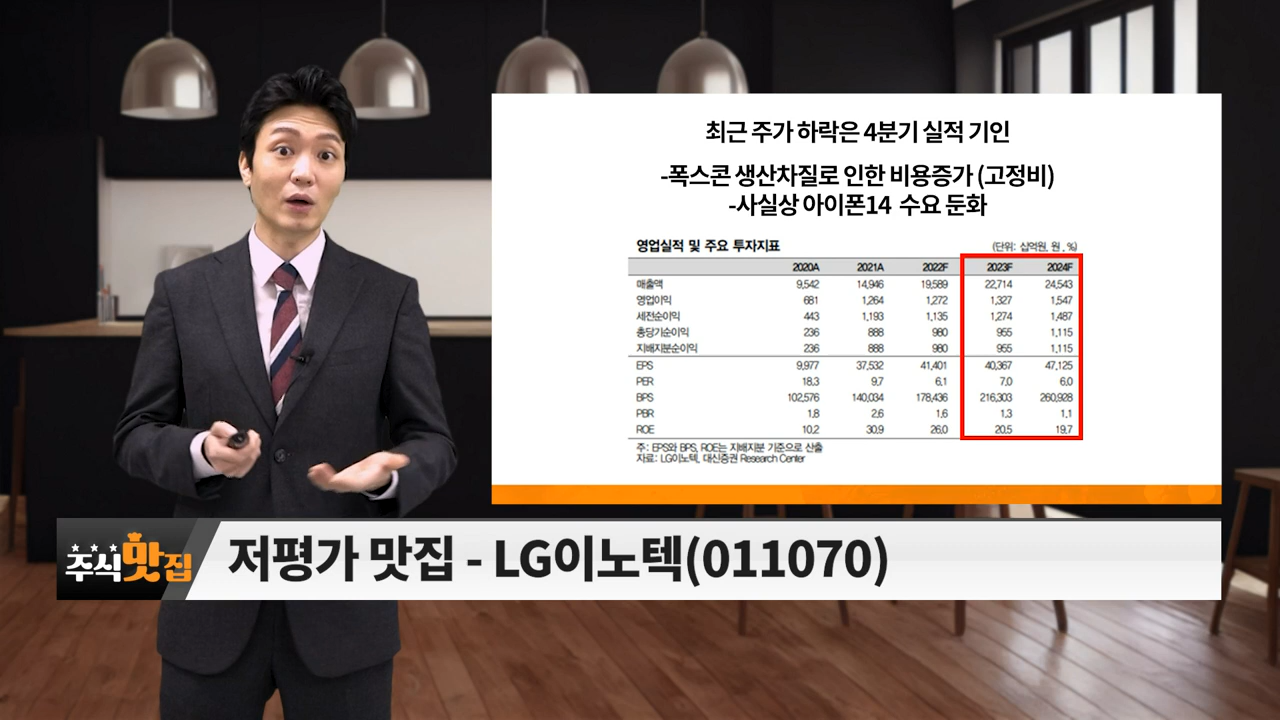 최근 주가 하락은 4분기 실적 기인
-폭스콘 생산차질로 인한 비용증가 (고정비)
-사실상 아이폰14 수요 둔화
영업실적 및 주요 투자지표 (단위: 십억원, 원, %)
2020A 2021A 2022F 2023F 2024F
매출액 9,542 14,946 19,589 22,714 24,543
영업이익 681 1,264 1,272 1,327 1,547
세전순이익 443 1,193 1,135 1,274 1,487
총당기순이익 236 888 980 955 1,115
지배지분순이익 236 888 980 955 1,115
EPS 9,977 37,532 41,401 40,367 47,125
PER 18.3 9.7 6.1 7.0 6.0
BPS 102,576 140,034 178,436 216,303 260,928
PBR 1.8 2.6 1.6 1.3 1.1
ROE 10.2 30.9 26.0 20.5 19.7
주: EPS와 BPS, ROE는 지배지분 기준으로 산출
자료: LG이노텍, 대신증권 Research Center
주식맛집
저평가 맛집 - LG이노텍(011070)